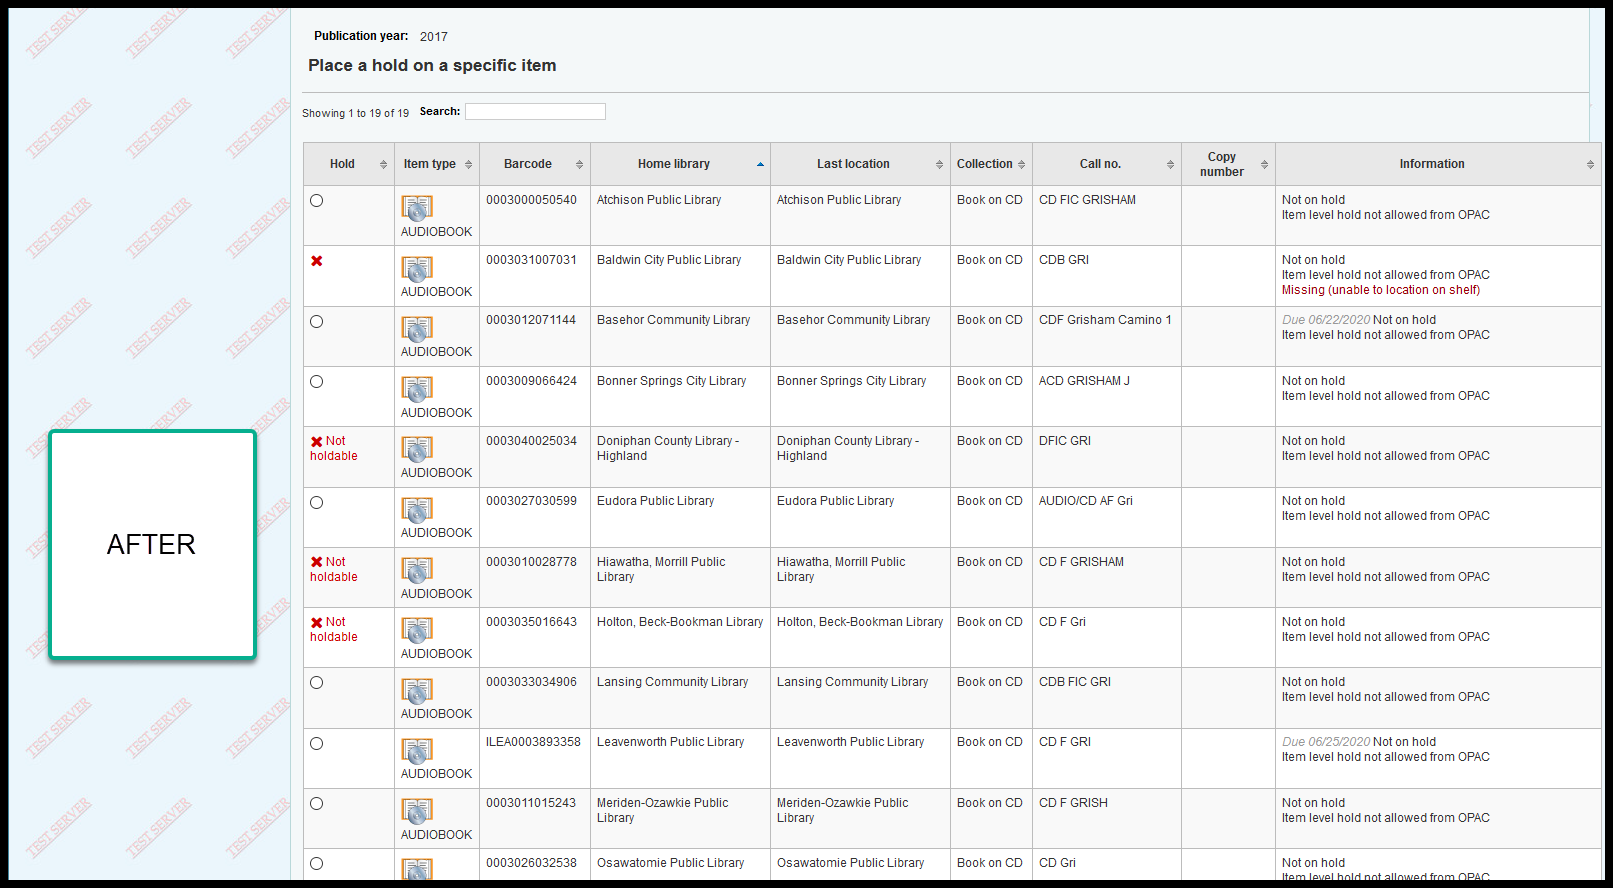 Publication year: 2017
Place a hold on a specific item
Showing 1 to 19 of 19 Search:
Hold Item type Barcode Home library Last location Collection Call no. Copy number Information
AUDIOBOOK 0003000050540 Atchison Public Library Atchison Public Library Book on CD CD FIC GRISHAM Not on hold
Item level hold not allowed from OPAC
AUDIOBOOK 0003031007031 Baldwin City Public Library Baldwin City Public Library Book on CD CDB GRI Not on hold
Item level hold not allowed from OPAC
Missing (unable to location on shelf)
AUDIOBOOK 0003012071144 Basehor Community Library Basehor Community Library Book on CD CDF Grisham Camino 1 Due 06/22/2020 Not on hold
Item level hold not allowed from OPAC
AUDIOBOOK 0003009066424 Bonner Springs City Library Bonner Springs City Library Book on CD ACD GRISHAM J Not on hold
Item level hold not allowed from OPAC
Not holdable AUDIOBOOK 0003040025034 Doniphan County Library - Highland Doniphan County Library - Highland Book on CD DFIC GRI Not on hold
Item level hold not allowed from OPAC
AUDIOBOOK 0003027030599 Eudora Public Library Eudora Public Library Book on CD AUDIO/CD AF Gri Not on hold
Item level hold not allowed from OPAC
Not holdable AUDIOBOOK 0003010028778 Hiawatha, Morrill Public Library Hiawatha, Morrill Public Library Book on CD CD F GRISHAM Not on hold
Item level hold not allowed from OPAC
Not holdable AUDIOBOOK 0003035016643 Holton, Beck-Bookman Library Holton, Beck-Bookman Library Book on CD CD F Gri Not on hold
Item level hold not allowed from OPAC
AUDIOBOOK 0003033034906 Lansing Community Library Lansing Community Library Book on CD CDB FIC GRI Not on hold
Item level hold not allowed from OPAC
AUDIOBOOK ILEA0003893358 Leavenworth Public Library Leavenworth Public Library Book on CD CD F GRI Due 06/25/2020 Not on hold
Item level hold not allowed from OPAC
AUDIOBOOK 0003011015243 Meriden-Ozawkie Public Library Meriden-Ozawkie Public Library Book on CD CD F GRISH Not on hold
Item level hold not allowed from OPAC
0003026032538 Osawatomie Public Library Osawatomie Public Library Book on CD CD Gri Not on hold
Item level hold not allowed from OPAC
AFTER
TEST SERVER